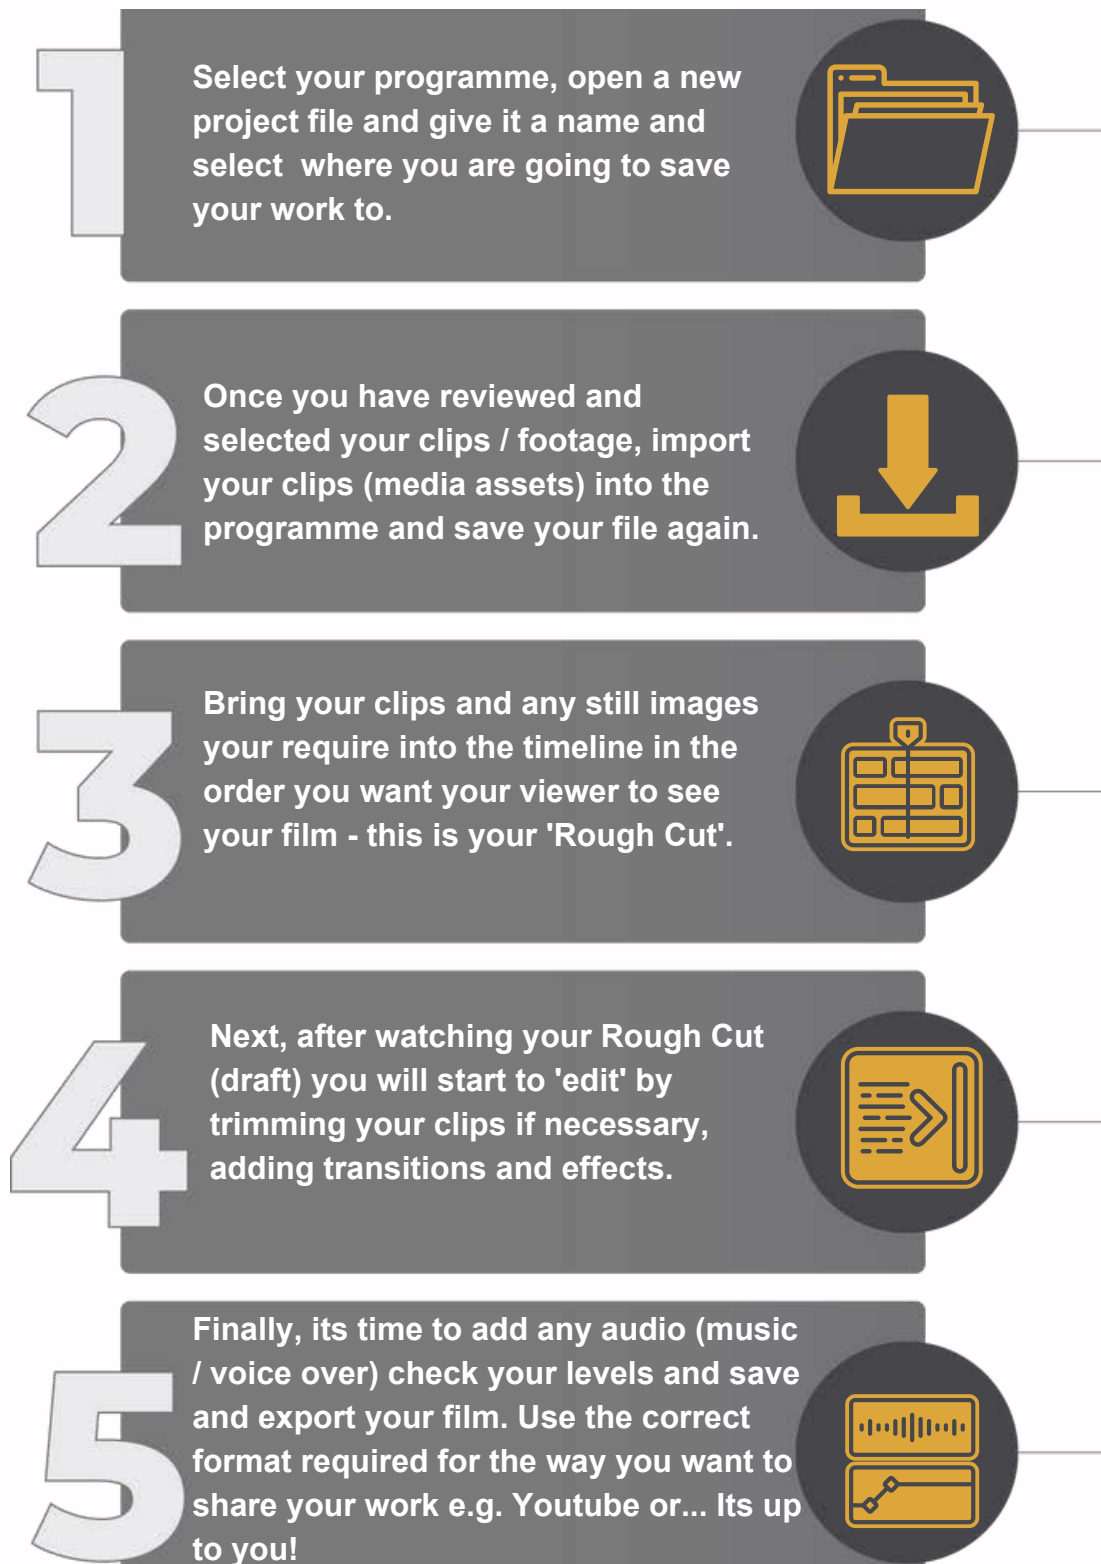 1
Select your programme, open a new
project file and give it a name and
select  where you are going to save
your work to.
2
Once you have reviewed and
selected your clips / footage, import
your clips (media assets) into the
programme and save your file again.
3
Bring your clips and any still images
your require into the timeline in the
order you want your viewer to see
your film - this is your 'Rough Cut'.
4
Next, after watching your Rough Cut
(draft) you will start to 'edit' by
trimming your clips if necessary,
adding transitions and effects.
5
Finally, its time to add any audio (music
/ voice over) check your levels and save
and export your film. Use the correct
format required for the way you want to
share your work e.g. Youtube or... Its up
to you!